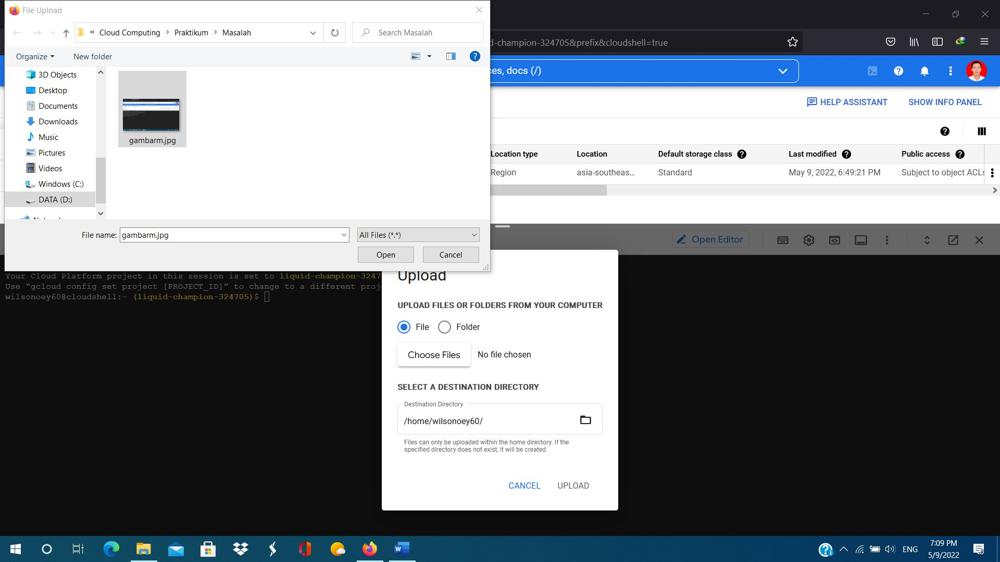 File Upload
« Cloud Computing > Praktikum > Masalah
Search Masalah
Organize
New folder
3D Objects
Desktop
Documents
Downloads
Music
Pictures
Videos
Windows (C:)
DATA (D:)
gambarm.jpg
File name: gambarm.jpg
All Files (*.*)
Open
Cancel
d-champion-324705&prefix&cloudshell=true
ces, docs (/)
HELP ASSISTANT
SHOW INFO PANEL
Location type
Location
Default storage class
Last modified
Public access
Region
asia-southeas...
Standard
May 9, 2022, 6:49:21 PM
Subject to object ACLs
Open Editor
Your Cloud Platform project in this session is set to liquid-champion-3247
Use “gcloud config set project [PROJECT_ID]” to change to a different proj
wilsonoey60@cloudshell:~ (liquid-champion-324705)$
Upload
UPLOAD FILES OR FOLDERS FROM YOUR COMPUTER
File
Folder
Choose Files
No file chosen
SELECT A DESTINATION DIRECTORY
Destination Directory
/home/wilsonoey60/
Files can only be uploaded within the home directory. If the
specified directory does not exist, it will be created.
CANCEL
UPLOAD
ENG
7:09 PM
5/9/2022